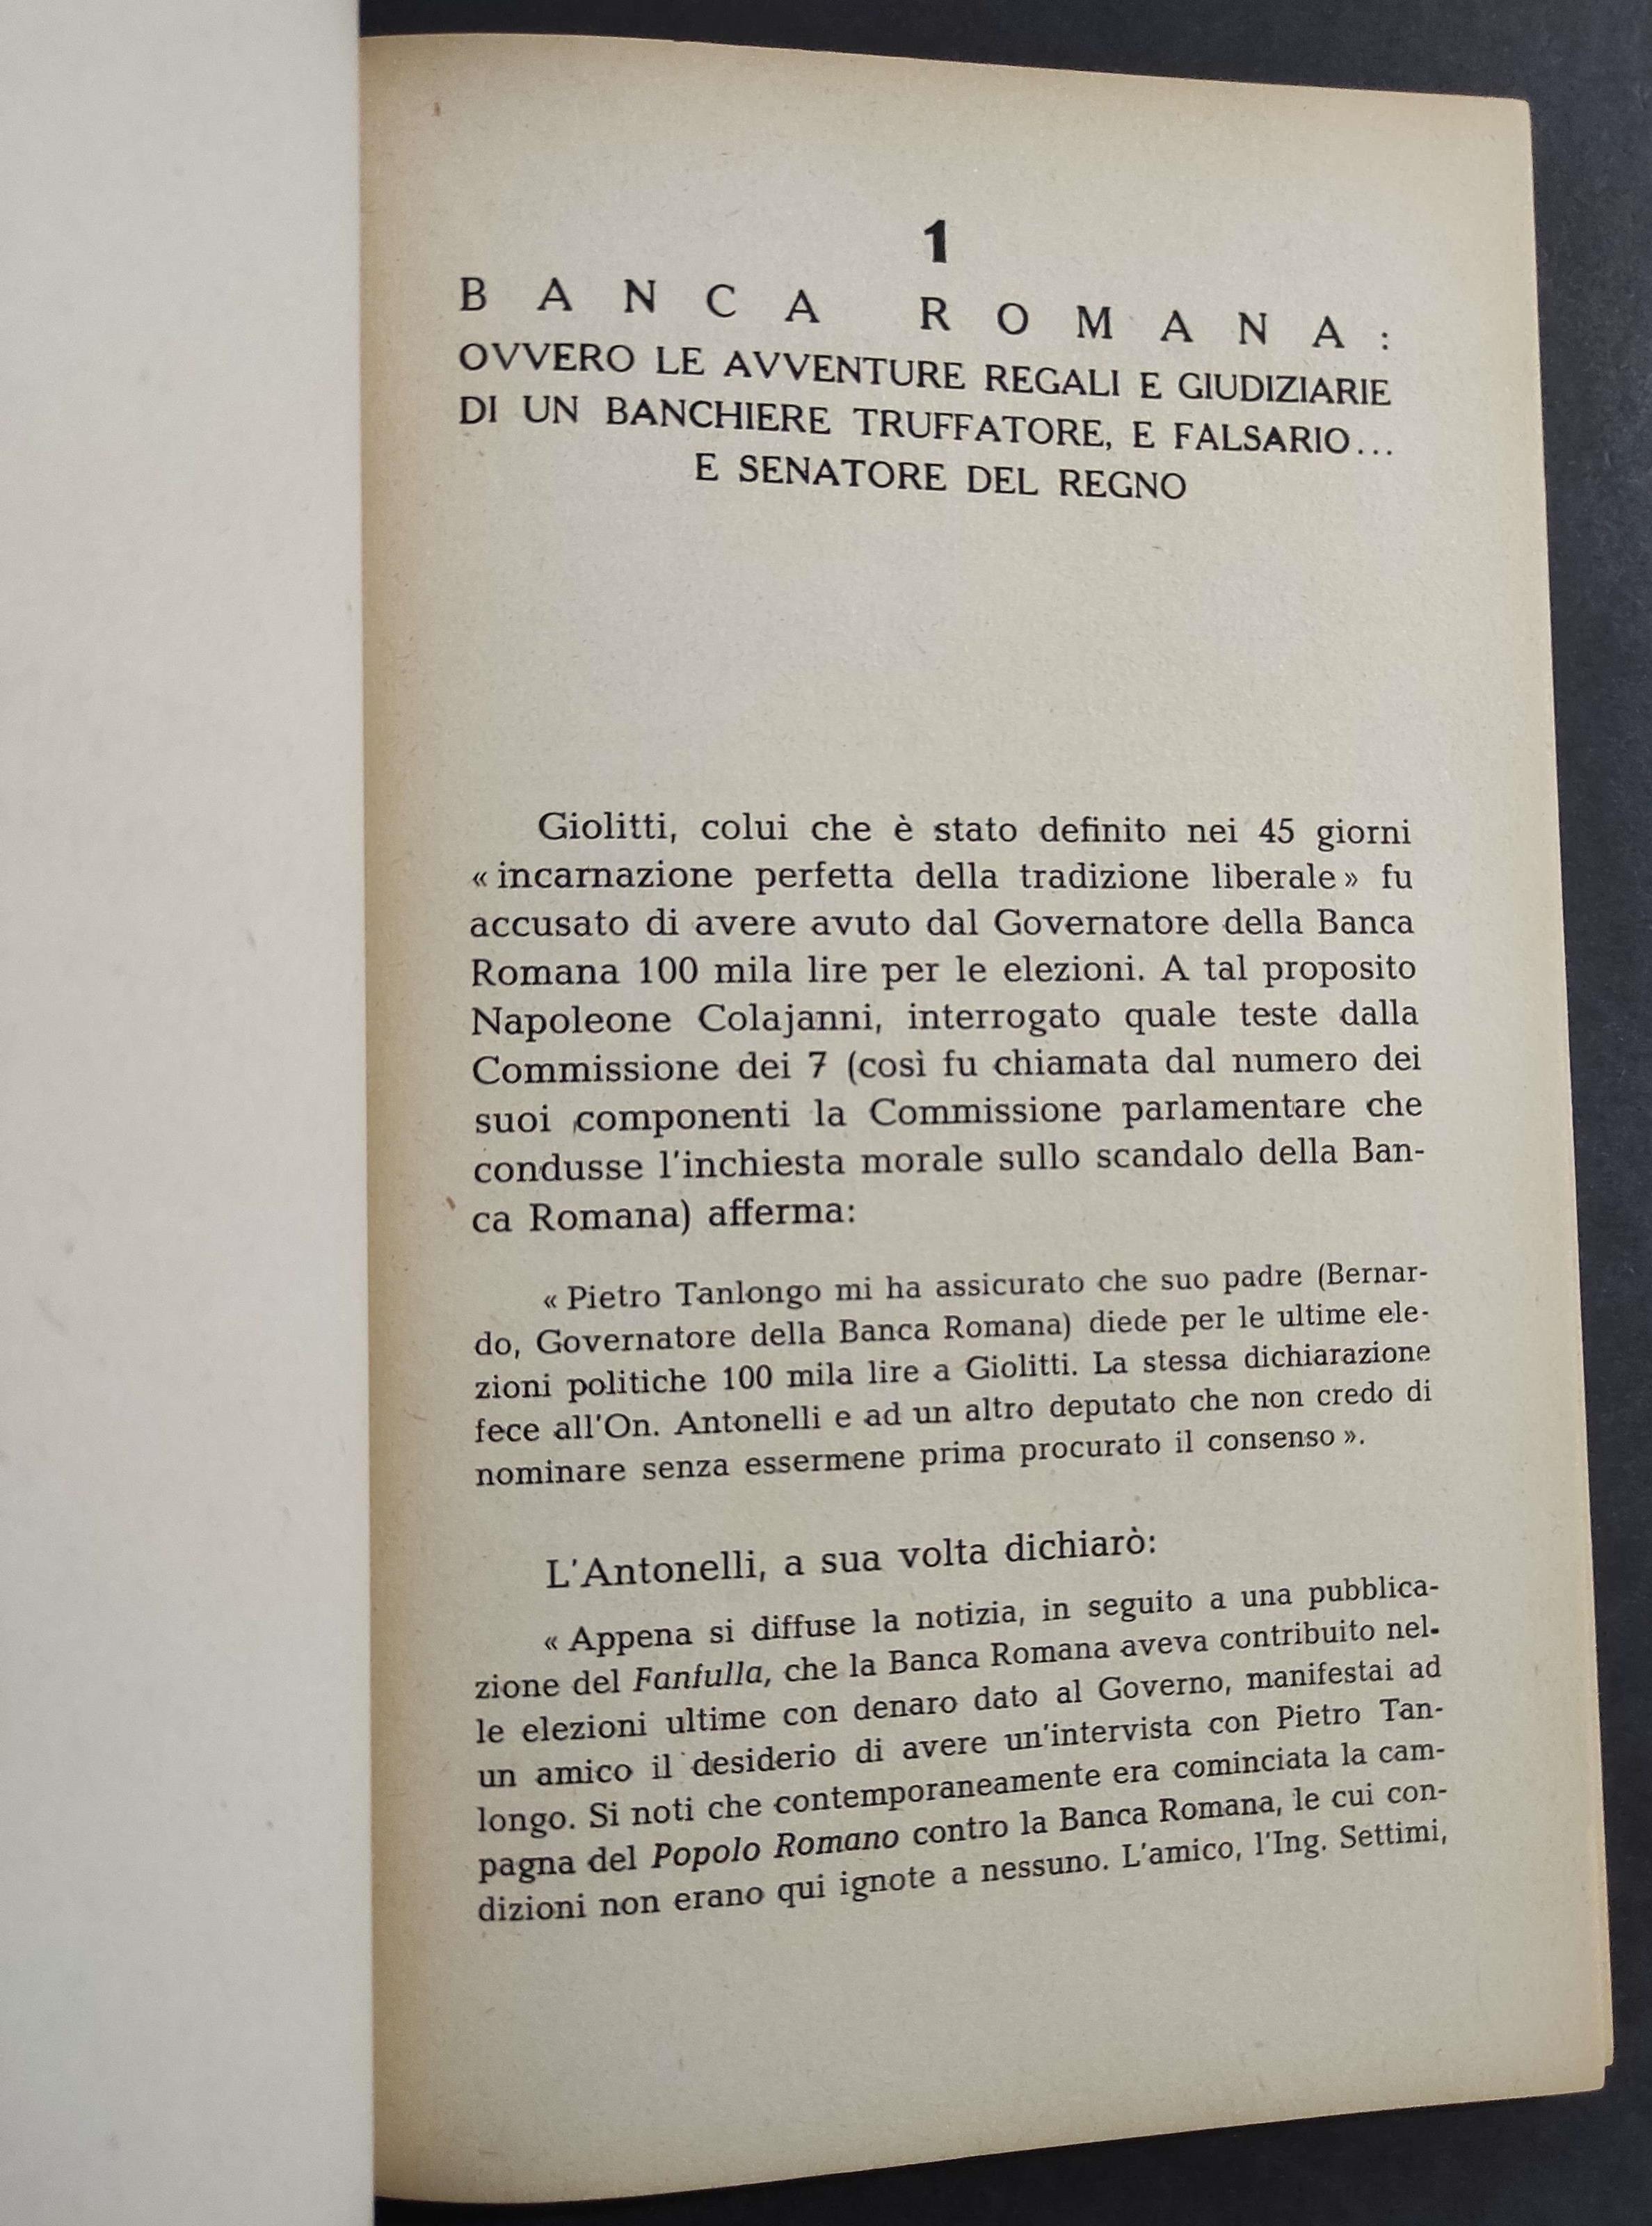 1
BANCA ROMANA:
OVVERO LE AVVENTURE REGALI E GIUDIZIARIE
DI UN BANCHIERE TRUFFATORE, E FALSARIO...
E SENATORE DEL REGNO
Giolitti, colui che è stato definito nei 45 giorni
« incarnazione perfetta della tradizione liberale » fu
accusato di avere avuto dal Governatore della Banca
Romana 100 mila lire per le elezioni. A tal proposito
Napoleone Colajanni, interrogato quale teste dalla
Commissione dei 7 (così fu chiamata dal numero dei
suoi componenti la Commissione parlamentare che
condusse l'inchiesta morale sullo scandalo della Ban-
ca Romana) afferma:
« Pietro Tanlongo mi ha assicurato che suo padre (Bernar-
do, Governatore della Banca Romana) diede per le ultime ele-
zioni politiche 100 mila lire a Giolitti. La stessa dichiarazione
fece all'On. Antonelli e ad un altro deputato che non credo di
nominare senza essermene prima procurato il consenso ».
L'Antonelli, a sua volta dichiarò:
« Appena si diffuse la notizia, in seguito a una pubblica-
zione del Fanfulla, che la Banca Romana aveva contribuito nel-
le elezioni ultime con denaro dato al Governo, manifestai ad
un amico il desiderio di avere un'intervista con Pietro Tan-
longo. Si noti che contemporaneamente era cominciata la cam-
pagna del Popolo Romano contro la Banca Romana, le cui con-
dizioni non erano qui ignote a nessuno. L'amico, l'Ing. Settimi,